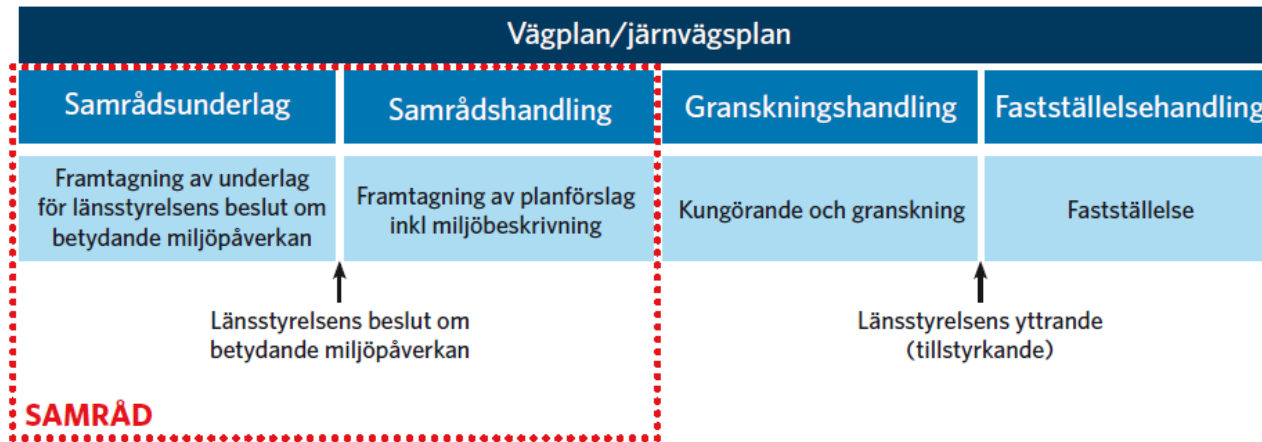 Vägplan/järnvägsplan
Samrådsunderlag
Samrådshandling
Granskningshandling
Fastställelsehandling
Framtagning av underlag
för länsstyrelsens beslut om
betydande miljöpåverkan
Framtagning av planförslag
inkl miljöbeskrivning
Kungörande och granskning
Fastställelse
Länsstyrelsens beslut om
betydande miljöpåverkan
Länsstyrelsens yttrande
(tillstyrkande)
SAMRÅD